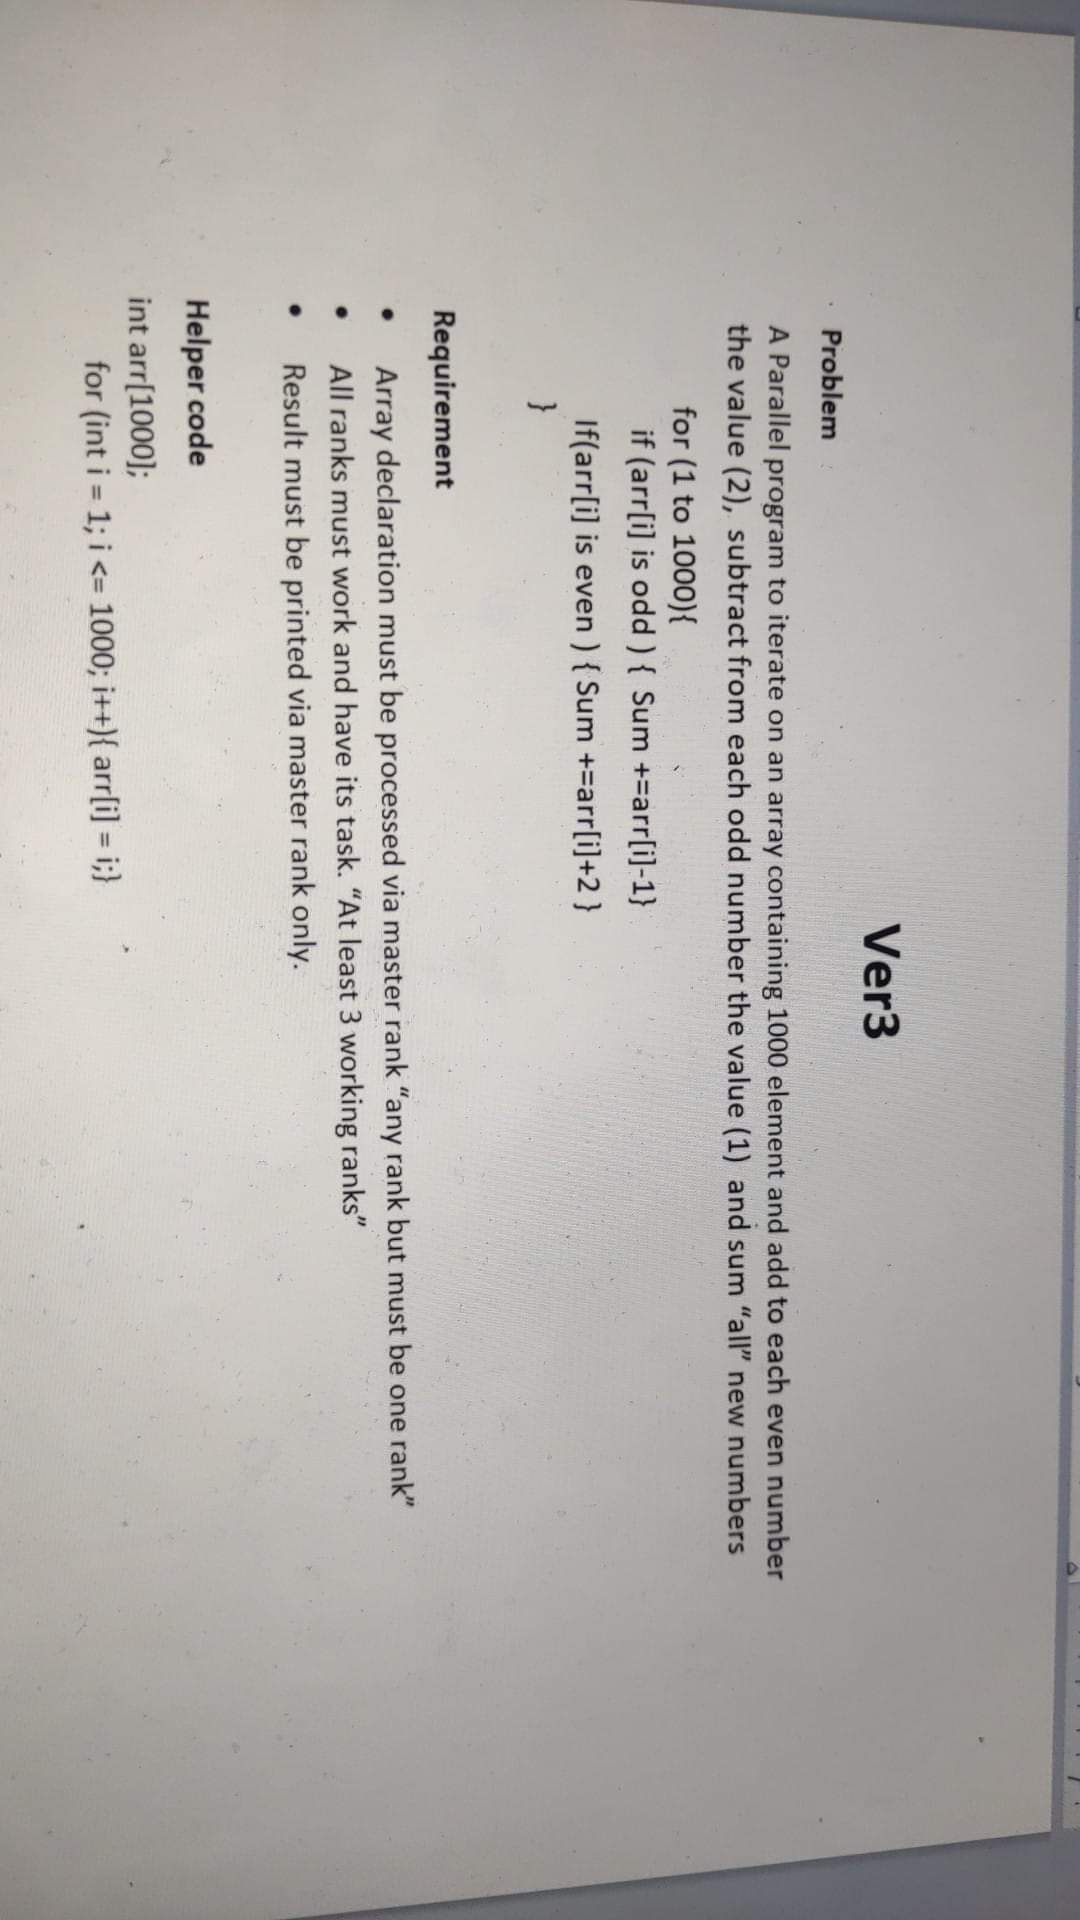 Ver3
Problem
A Parallel program to iterate on an array containing 1000 element and add to each even number
the value (2), subtract from each odd number the value (1) and sum “all” new numbers
for (1 to 1000){
if (arr[i] is odd ) { Sum +=arr[i]-1}
If(arr[i] is even ) { Sum +=arr[i]+2 }
}
Requirement
• Array declaration must be processed via master rank “any rank but must be one rank”
• All ranks must work and have its task. “At least 3 working ranks”
• Result must be printed via master rank only.
Helper code
int arr[1000];
for (int i = 1; i <= 1000; i++){ arr[i] = i;}